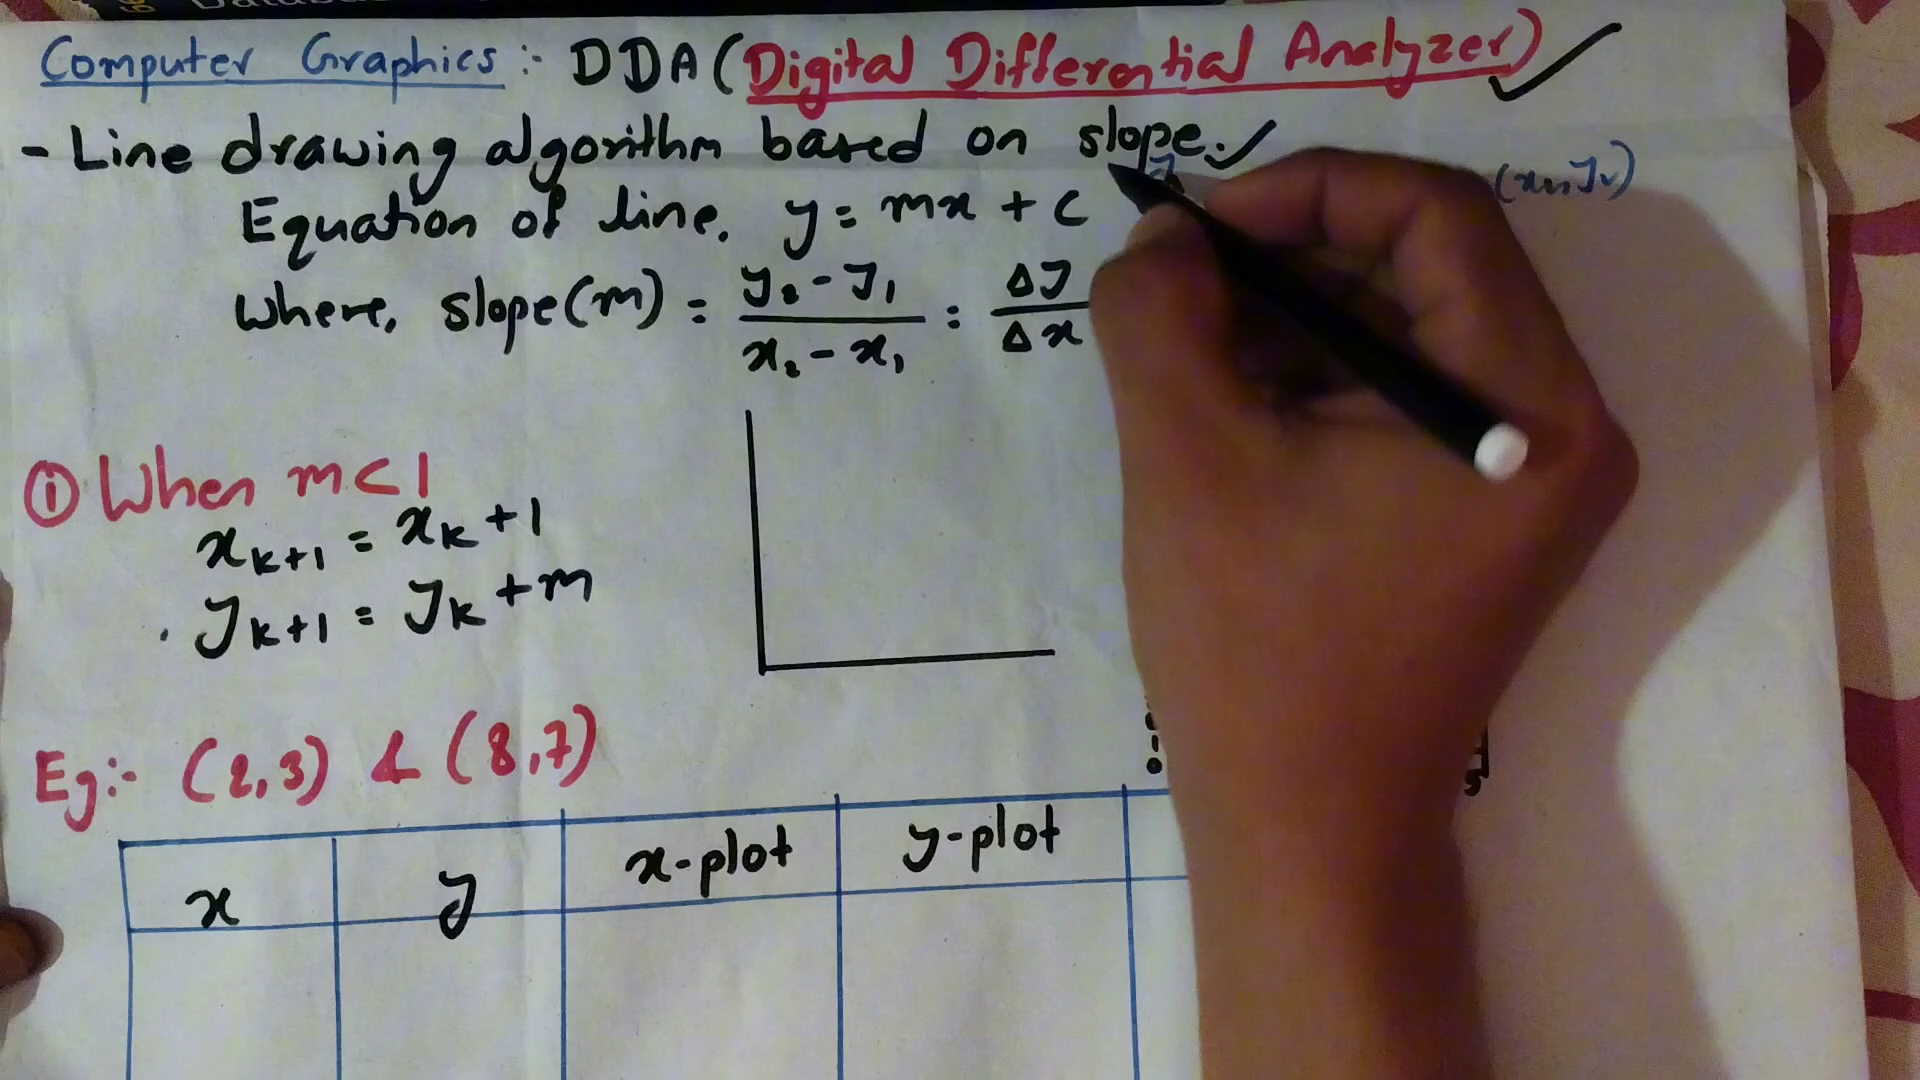 Computer Graphics :- DDA (Digital Differential Analyzer)
- Line drawing algorithm based on slope.
Equation of line. y = mx + c
where, slope(m) = y₂ - y₁ / x₂ - x₁ = Δy / Δx
① When m < 1
xₖ₊₁ = xₖ + 1
yₖ₊₁ = yₖ + m
Eg:- (2,3) & (8,7)
x y x-plot y-plot